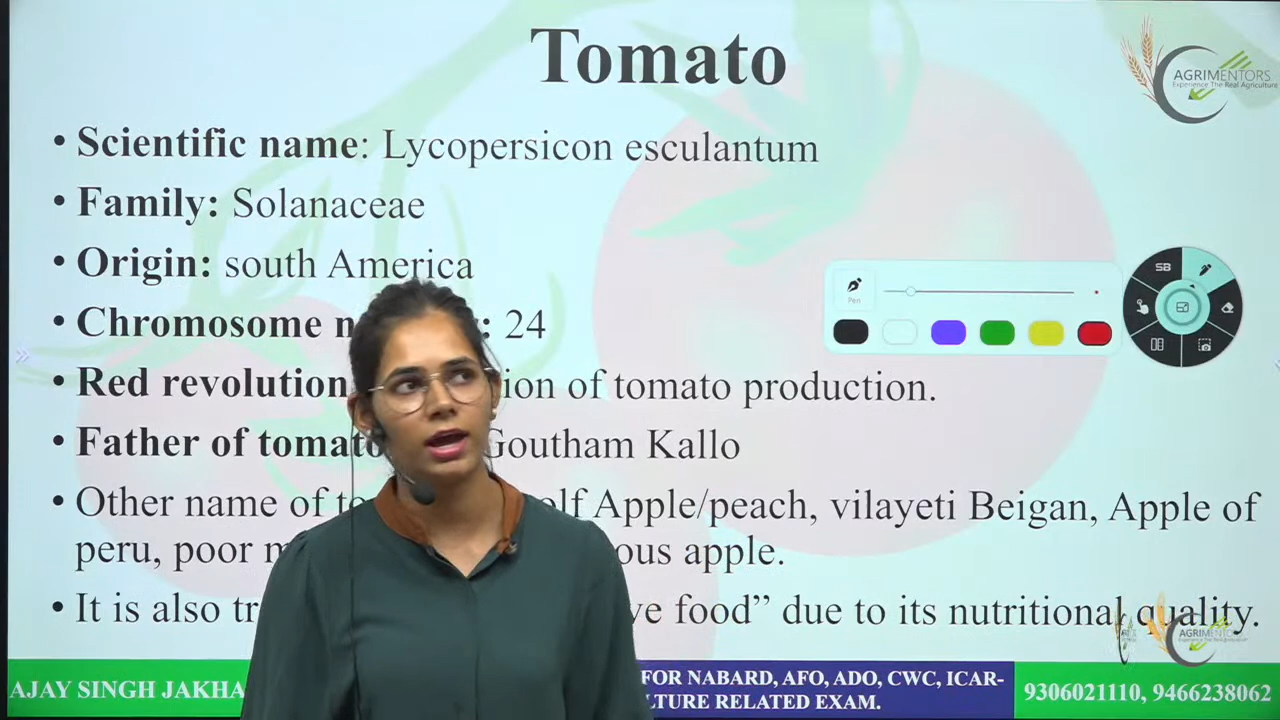 Tomato
AGRIMENTORS
Experience The Real Agriculture
• Scientific name: Lycopersicon esculantum
• Family: Solanaceae
• Origin: south America
SB
Pen
• Chromosome n : 24
• Red revolution ion of tomato production.
• Father of tomato Goutham Kallo
• Other name of to olf Apple/peach, vilayeti Beigan, Apple of
peru, poor m ous apple.
• It is also tr ve food” due to its nutritional quality.
AGRIMENTORS
AJAY SINGH JAKHA
FOR NABARD, AFO, ADO, CWC, ICAR-
LTURE RELATED EXAM.
9306021110, 9466238062